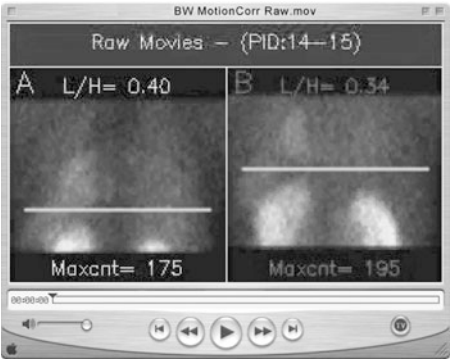 BW MotionCorr Raw.mov
Raw Movies – (PID:14–15)
A L/H= 0.40
B L/H= 0.34
Maxcnt= 175
Maxcnt= 195
00:00:00